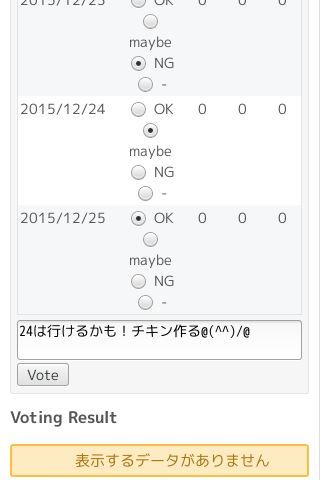 2015/12/23 OK 0 0 0
maybe
NG
-
2015/12/24 OK 0 0 0
maybe
NG
-
2015/12/25 OK 0 0 0
maybe
NG
-
24は行けるかも！チキン作る@(^^)/@
Vote
Voting Result
表示するデータがありません